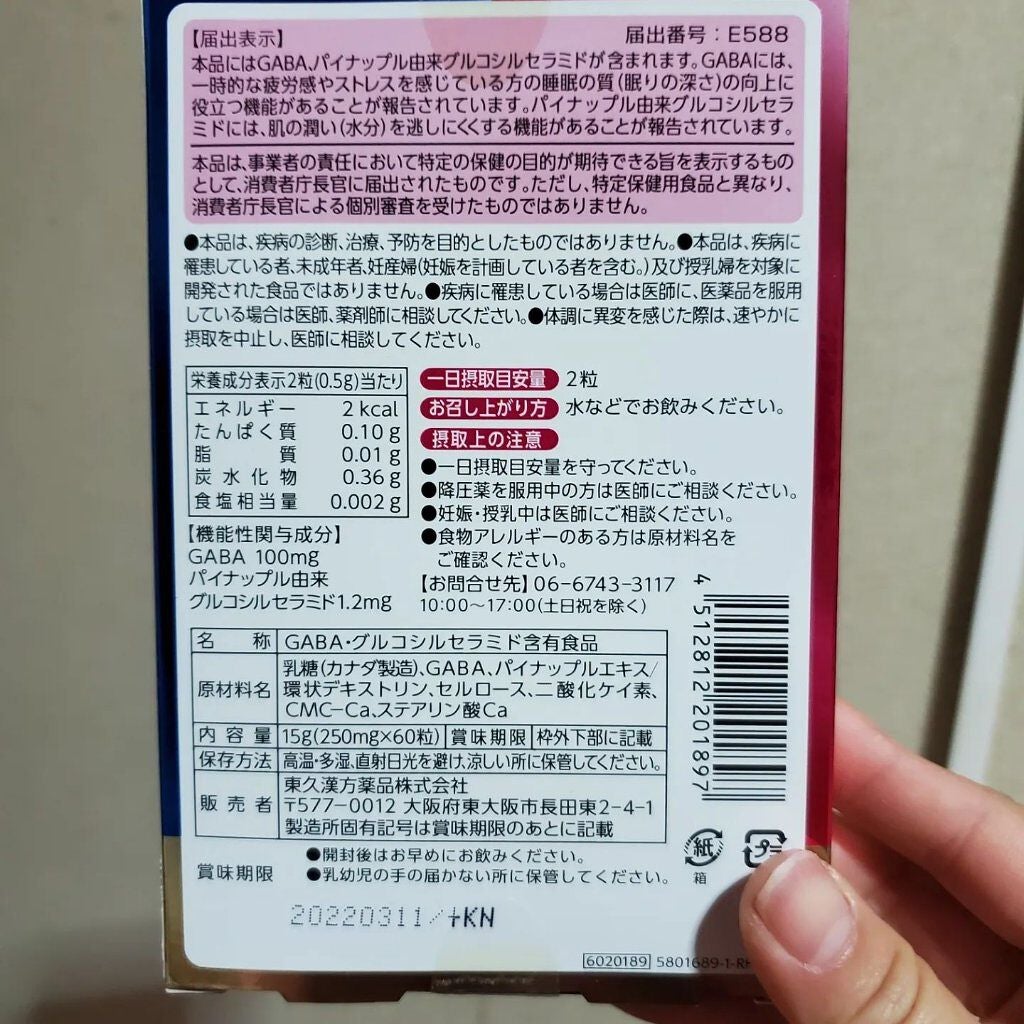 【届出表示】 届出番号：E588
本品にはGABA、パイナップル由来グルコシルセラミドが含まれます。GABAには、
一時的な疲労感やストレスを感じている方の睡眠の質(眠りの深さ)の向上に
役立つ機能があることが報告されています。パイナップル由来グルコシルセラ
ミドには、肌の潤い(水分)を逃しにくくする機能があることが報告されています。
本品は、事業者の責任において特定の保健の目的が期待できる旨を表示するもの
として、消費者庁長官に届出されたものです。ただし、特定保健用食品と異なり、
消費者庁長官による個別審査を受けたものではありません。
●本品は、疾病の診断、治療、予防を目的としたものではありません。●本品は、疾病に
罹患している者、未成年者、妊産婦(妊娠を計画している者を含む。)及び授乳婦を対象に
開発された食品ではありません。●疾病に罹患している場合は医師に、医薬品を服用
している場合は医師、薬剤師に相談してください。●体調に異変を感じた際は、速やかに
摂取を中止し、医師に相談してください。
栄養成分表示2粒(0.5g)当たり
エネルギー 2 kcal
たんぱく質 0.10 g
脂質 0.01 g
炭水化物 0.36 g
食塩相当量 0.002 g
【機能性関与成分】
GABA 100mg
パイナップル由来
グルコシルセラミド1.2mg
一日摂取目安量 2粒
お召し上がり方 水などでお飲みください。
摂取上の注意
●一日摂取目安量を守ってください。
●降圧薬を服用中の方は医師にご相談ください。
●妊娠・授乳中は医師にご相談ください。
●食物アレルギーのある方は原材料名を
ご確認ください。
【お問合せ先】06-6743-3117
10:00～17:00(土日祝を除く)
4 512812 201897
名称 GABA・グルコシルセラミド含有食品
原材料名 乳糖(カナダ製造)、GABA、パイナップルエキス/
環状デキストリン、セルロース、二酸化ケイ素、
CMC-Ca、ステアリン酸Ca
内容量 15g(250mg×60粒) 賞味期限 枠外下部に記載
保存方法 高温・多湿、直射日光を避け、涼しい所に保管してください。
販売者 東久漢方薬品株式会社
〒577-0012 大阪府東大阪市長田東2-4-1
製造所固有記号は賞味期限のあとに記載
紙
箱
プラ
●開封後はお早めにお飲みください。
●乳幼児の手の届かない所に保管してください。
賞味期限
20220311/+KN
6020189 5801689-1-RH